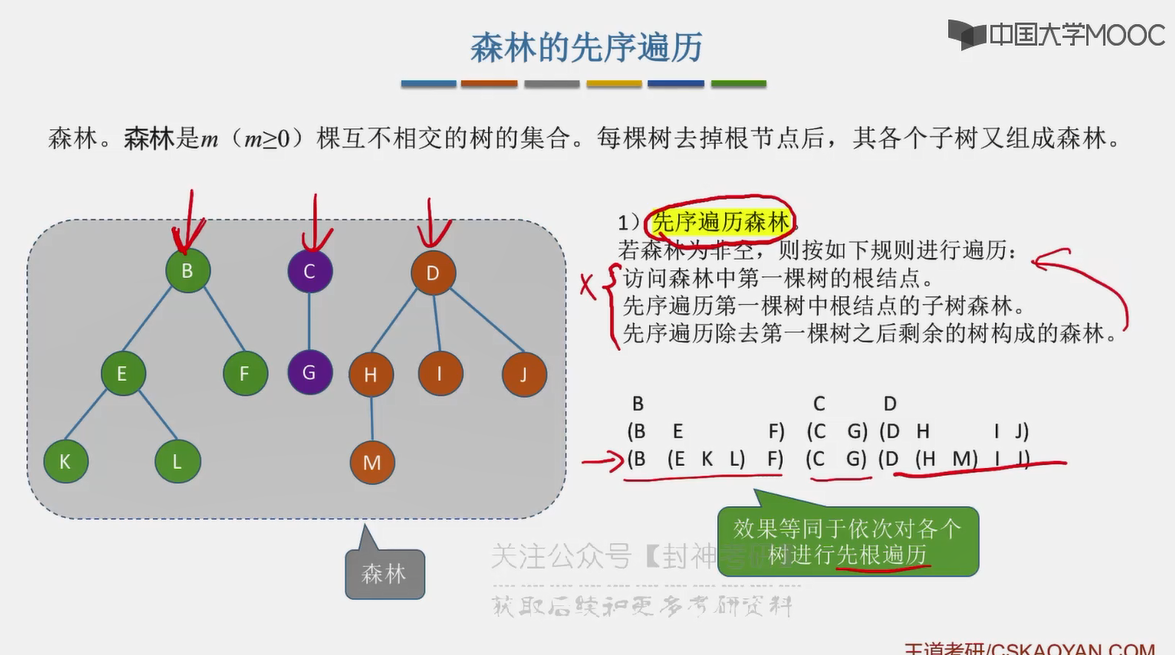 森林的先序遍历
中国大学MOOC
森林。森林是m（m≥0）棵互不相交的树的集合。每棵树去掉根节点后，其各个子树又组成森林。
B
C
D
E
F
G
H
I
J
K
L
M
森林
1）先序遍历森林。
若森林为非空，则按如下规则进行遍历：
访问森林中第一棵树的根结点。
先序遍历第一棵树中根结点的子树森林。
先序遍历除去第一棵树之后剩余的树构成的森林。
B C D
(B E F) (C G) (D H I J)
(B (E K L) F) (C G) (D (H M) I J)
效果等同于依次对各个
树进行先根遍历
关注公众号【封神
获取后续和更多考研资料
王道考研/CSKAOYAN.COM